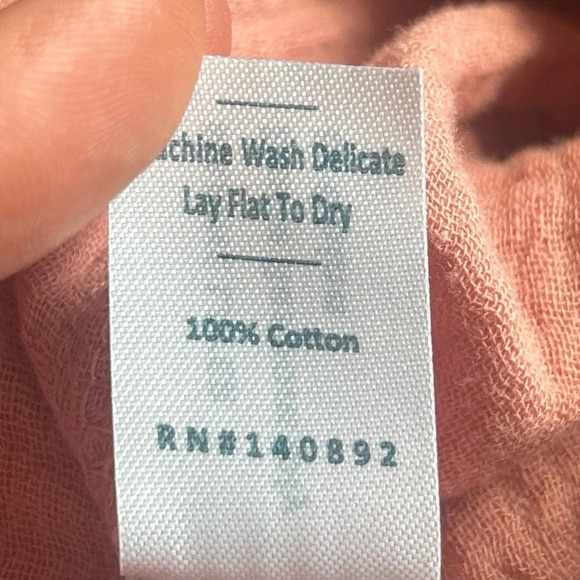 achine Wash Delicate
Lay Flat To Dry
100% Cotton
RN#140892